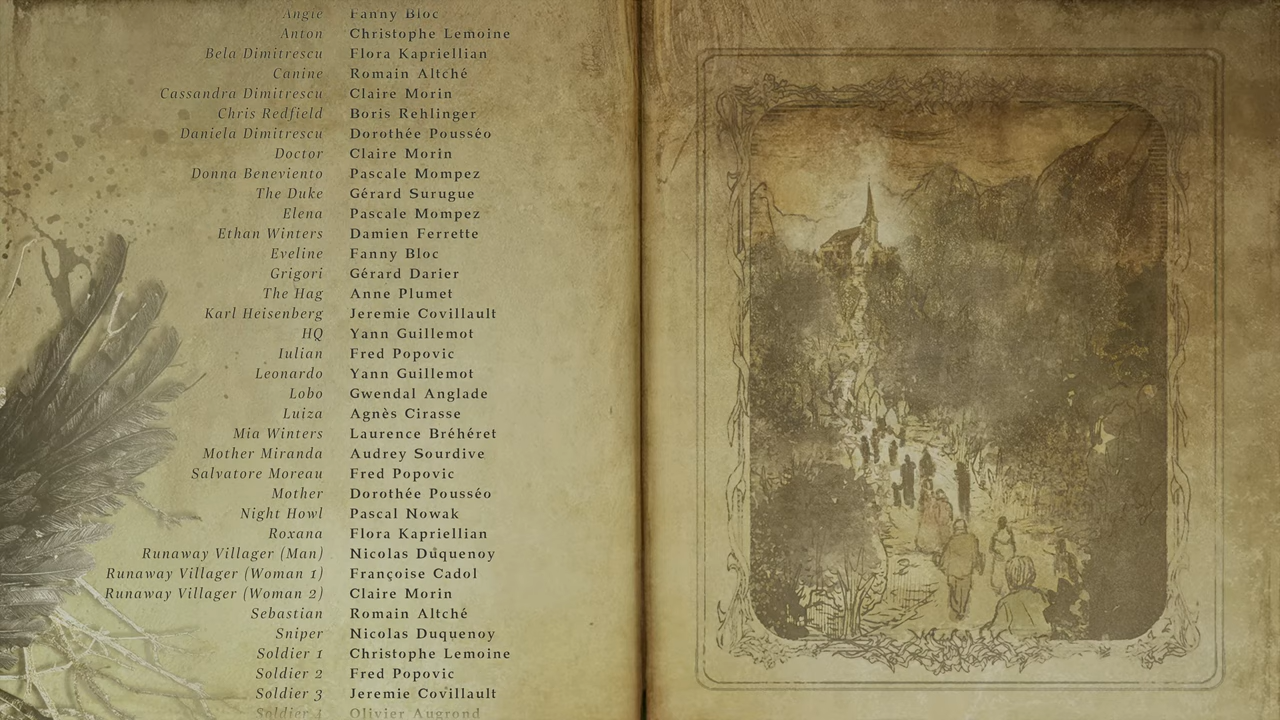 Angie Fanny Bloc
Anton Christophe Lemoine
Bela Dimitrescu Flora Kapriellian
Canine Romain Altché
Cassandra Dimitrescu Claire Morin
Chris Redfield Boris Rehlinger
Daniela Dimitrescu Dorothée Pousséo
Doctor Claire Morin
Donna Beneviento Pascale Mompez
The Duke Gérard Surugue
Elena Pascale Mompez
Ethan Winters Damien Ferrette
Eveline Fanny Bloc
Grigori Gérard Darier
The Hag Anne Plumet
Karl Heisenberg Jeremie Covillault
HQ Yann Guillemot
Iulian Fred Popovic
Leonardo Yann Guillemot
Lobo Gwendal Anglade
Luiza Agnès Cirasse
Mia Winters Laurence Bréhéret
Mother Miranda Audrey Sourdive
Salvatore Moreau Fred Popovic
Mother Dorothée Pousséo
Night Howl Pascal Nowak
Roxana Flora Kapriellian
Runaway Villager (Man) Nicolas Duquenoy
Runaway Villager (Woman 1) Françoise Cadol
Runaway Villager (Woman 2) Claire Morin
Sebastian Romain Altché
Sniper Nicolas Duquenoy
Soldier 1 Christophe Lemoine
Soldier 2 Fred Popovic
Soldier 3 Jeremie Covillault
Soldier Olivier Augrond